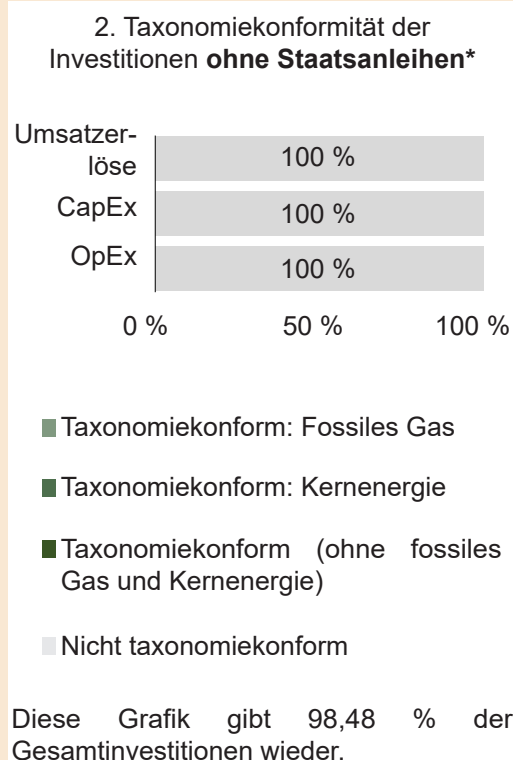 2. Taxonomiekonformität der
Investitionen ohne Staatsanleihen*
Umsatzer-
löse
100 %
CapEx
100 %
OpEx
100 %
0 %
50 %
100 %
Taxonomiekonform: Fossiles Gas
Taxonomiekonform: Kernenergie
Taxonomiekonform (ohne fossiles
Gas und Kernenergie)
Nicht taxonomiekonform
Diese Grafik gibt 98,48 % der
Gesamtinvestitionen wieder.